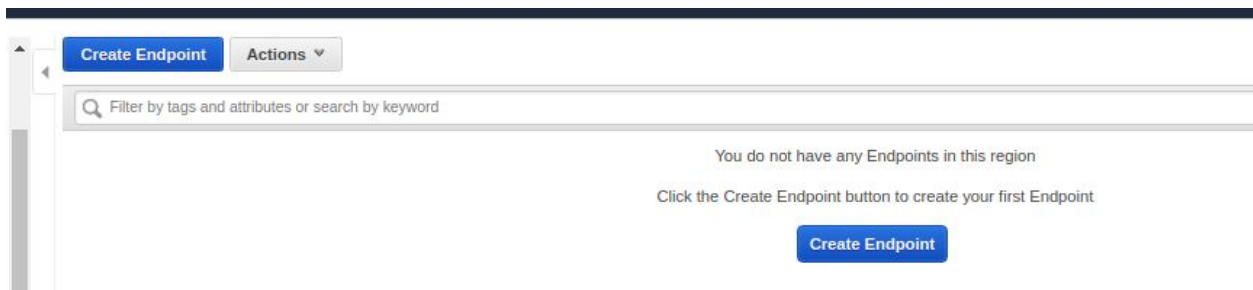 Create Endpoint Actions
Filter by tags and attributes or search by keyword
You do not have any Endpoints in this region
Click the Create Endpoint button to create your first Endpoint
Create Endpoint